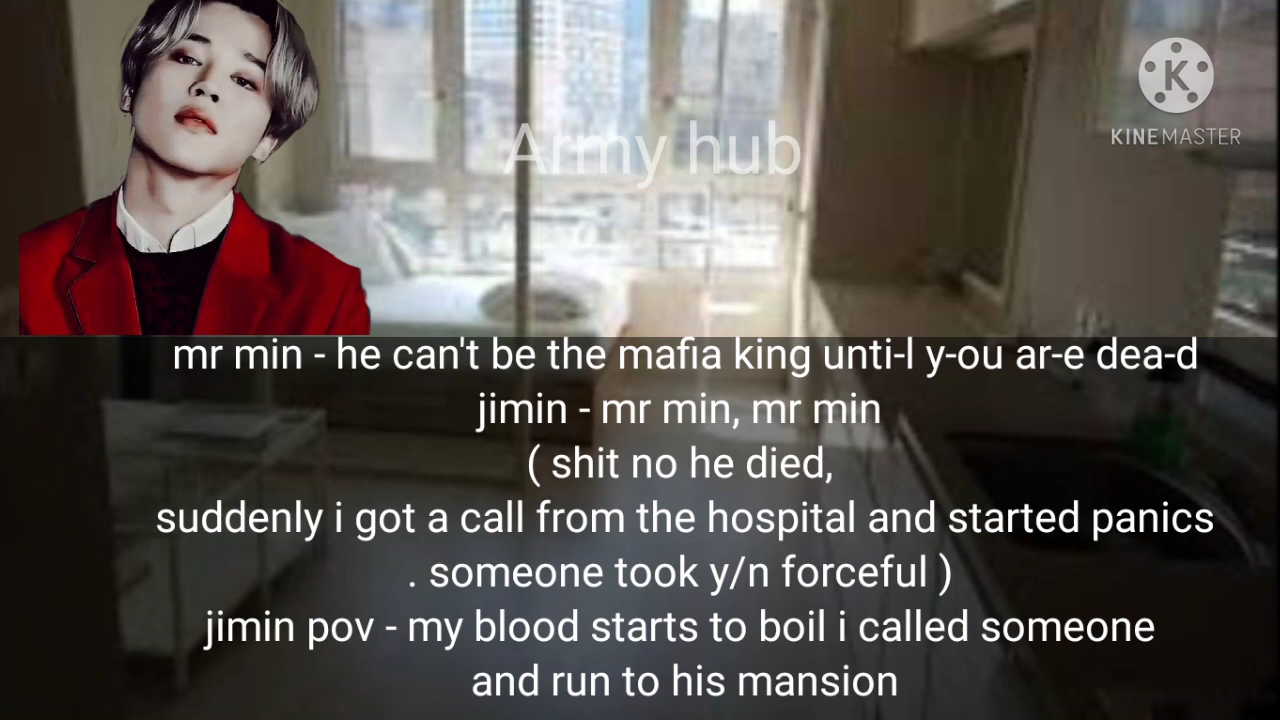 Army hub
K
KINEMASTER
mr min - he can't be the mafia king unti-l y-ou ar-e dea-d
jimin - mr min, mr min
( shit no he died,
suddenly i got a call from the hospital and started panics
. someone took y/n forceful )
jimin pov - my blood starts to boil i called someone
and run to his mansion